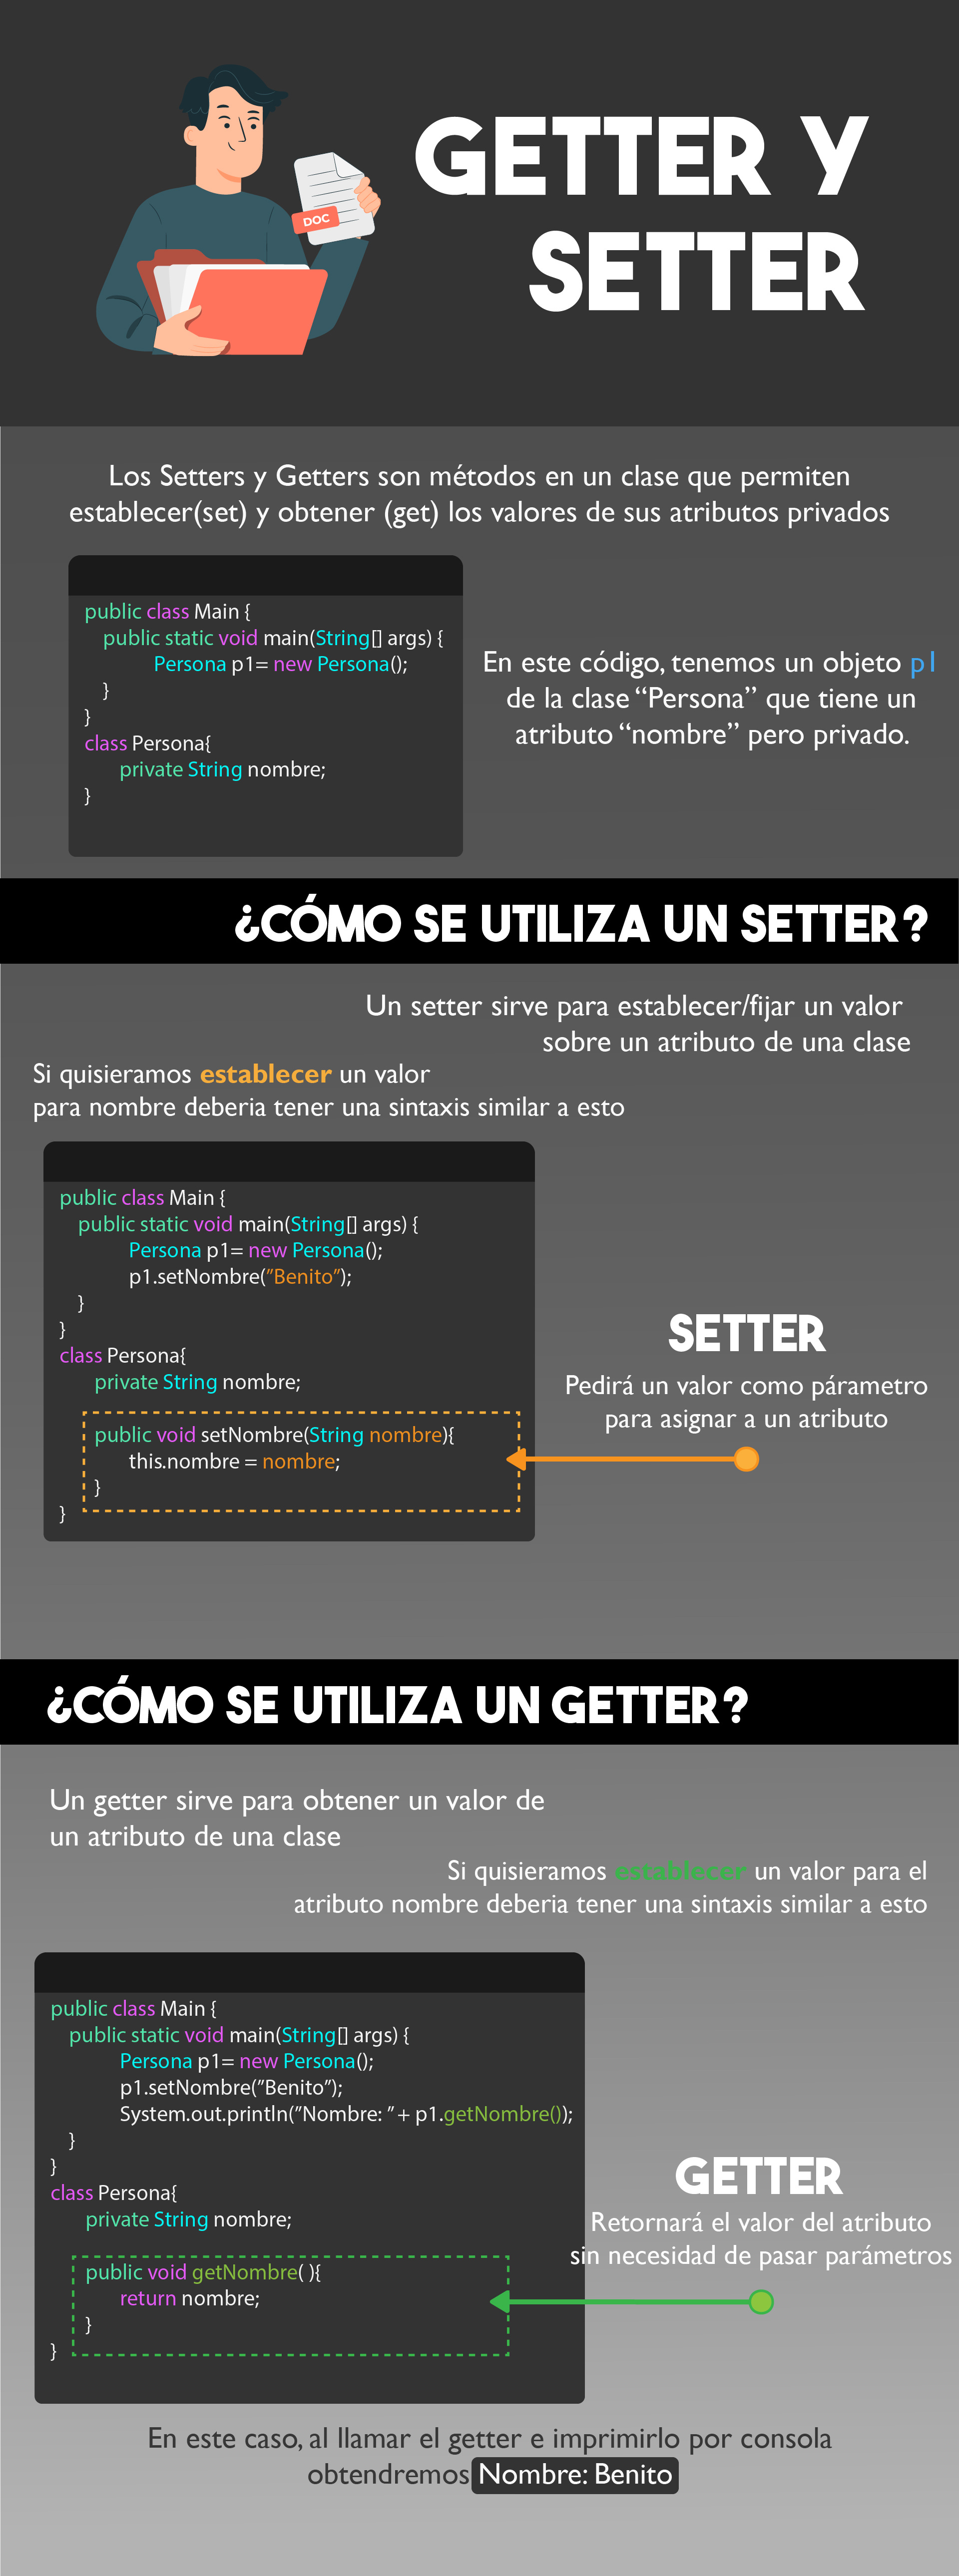 GETTER Y
SETTER
DOC
Los Setters y Getters son métodos en un clase que permiten
establecer(set) y obtener (get) los valores de sus atributos privados
public class Main {
public static void main(String[] args) {
Persona p1= new Persona();
}
}
class Persona{
private String nombre;
}
En este código, tenemos un objeto p1
de la clase “Persona” que tiene un
atributo “nombre” pero privado.
¿CÓMO SE UTILIZA UN SETTER?
Un setter sirve para establecer/fijar un valor
sobre un atributo de una clase
Si quisieramos establecer un valor
para nombre deberia tener una sintaxis similar a esto
public class Main {
public static void main(String[] args) {
Persona p1= new Persona();
p1.setNombre(”Benito”);
}
}
class Persona{
private String nombre;
public void setNombre(String nombre){
this.nombre = nombre;
}
}
SETTER
Pedirá un valor como párametro
para asignar a un atributo
¿CÓMO SE UTILIZA UN GETTER?
Un getter sirve para obtener un valor de
un atributo de una clase
Si quisieramos establecer un valor para el
atributo nombre deberia tener una sintaxis similar a esto
public class Main {
public static void main(String[] args) {
Persona p1= new Persona();
p1.setNombre(”Benito”);
System.out.println(”Nombre: ” + p1.getNombre());
}
}
class Persona{
private String nombre;
public void getNombre( ){
return nombre;
}
}
GETTER
Retornará el valor del atributo
sin necesidad de pasar parámetros
En este caso, al llamar el getter e imprimirlo por consola
obtendremos Nombre: Benito